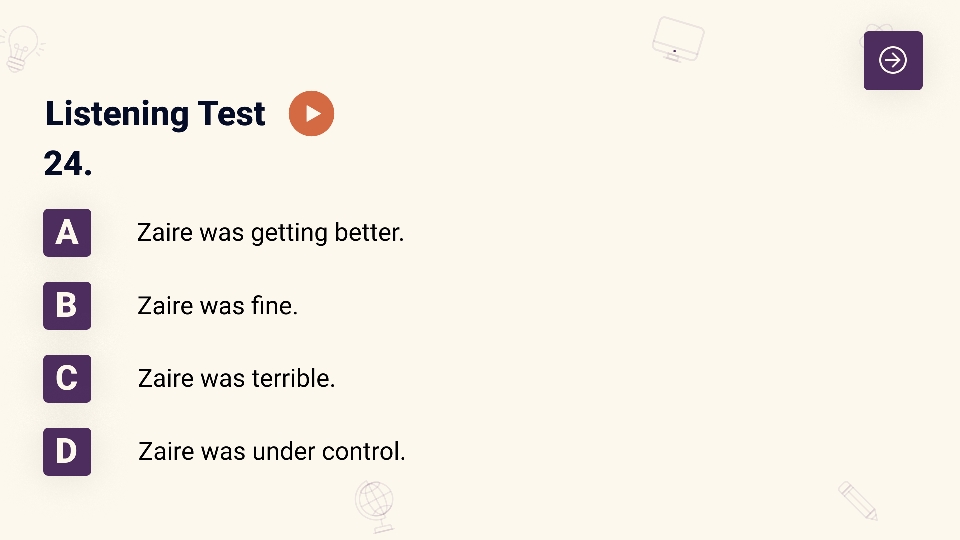 Listening Test
24.
A Zaire was getting better.
B Zaire was fine.
C Zaire was terrible.
D Zaire was under control.